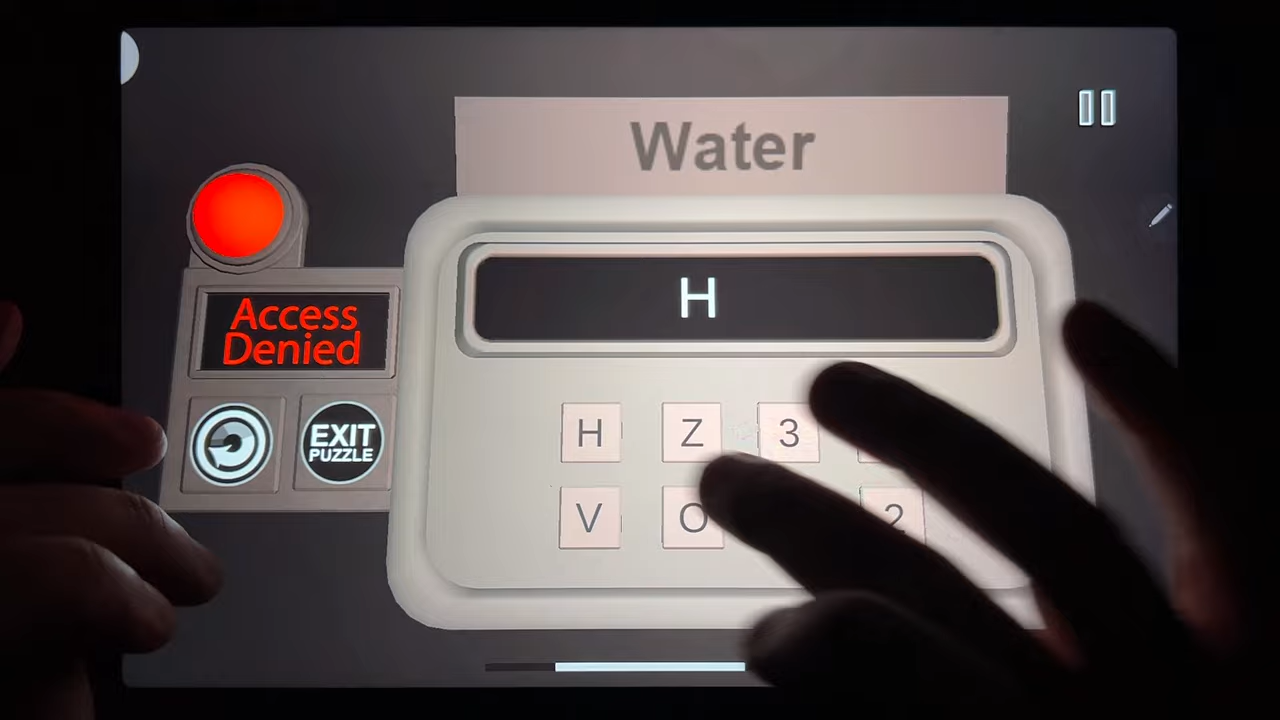 Water
H
Access
Denied
EXIT
PUZZLE
H Z 3
V O 2